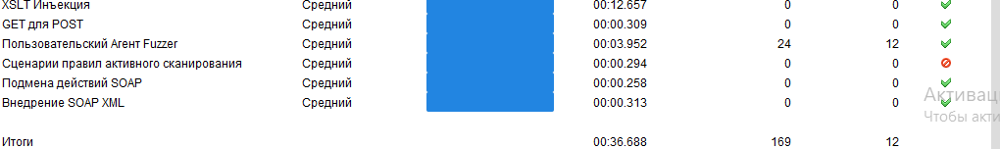 XSLT Инъекция Средний 00:12.657 0 0
GET для POST Средний 00:00.309 0 0
Пользовательский Агент Fuzzer Средний 00:03.952 24 12
Сценарии правил активного сканирования Средний 00:00.294 0 0
Подмена действий SOAP Средний 00:00.258 0 0
Внедрение SOAP XML Средний 00:00.313 0 0
Активац
Чтобы акти
Итоги 00:36.688 169 12